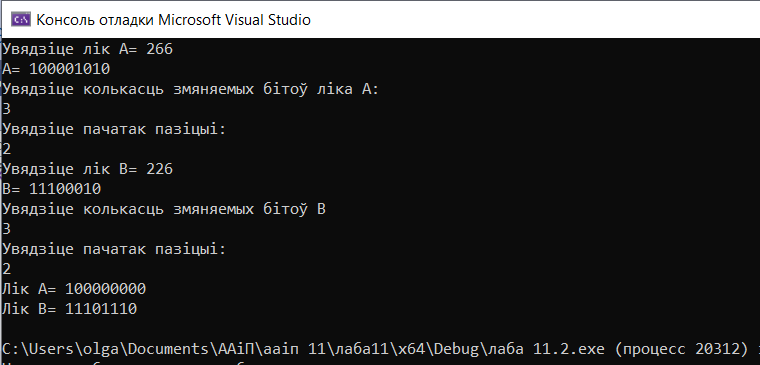 Консоль отладки Microsoft Visual Studio
Увядзіце лік А= 266
А= 100001010
Увядзіце колькасць змяняемых бітоў ліка А:
3
Увядзіце пачатак пазіцыі:
2
Увядзіце лік В= 226
В= 11100010
Увядзіце колькасць змяняемых бітоў В
3
Увядзіце пачатак пазіцыі:
2
Лік А= 100000000
Лік В= 11101110
C:\Users\olga\Documents\ААіП\ааіп 11\лаба11\x64\Debug\лаба 11.2.exe (процесс 20312)